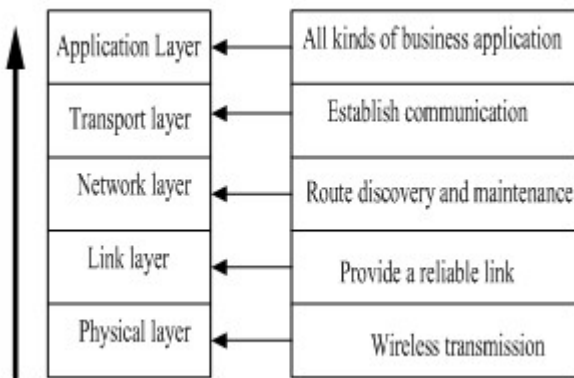 Application Layer
All kinds of business application
Transport layer
Establish communication
Network layer
Route discovery and maintenance
Link layer
Provide a reliable link
Physical layer
Wireless transmission